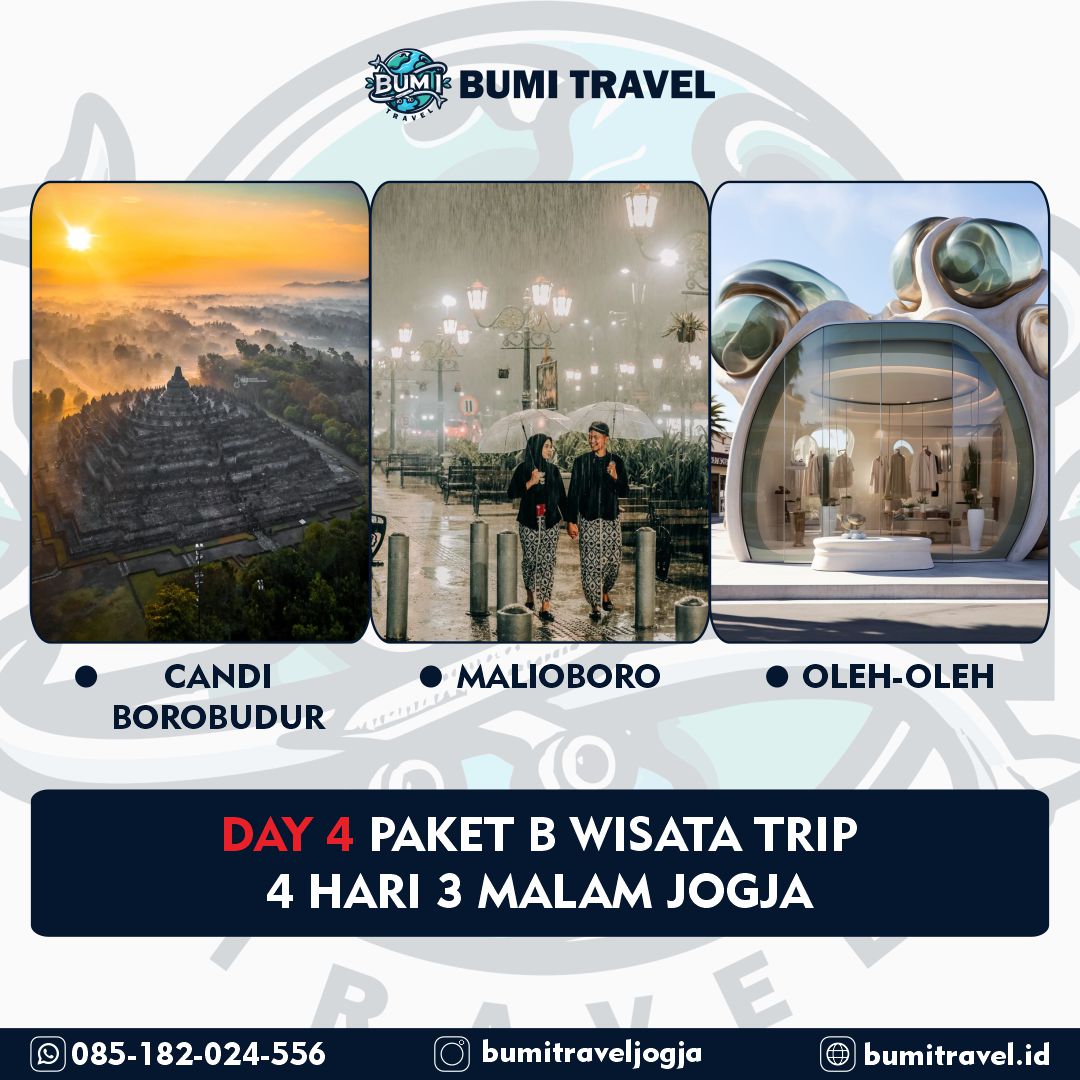 BUMI
TRAVEL
BUMI TRAVEL
● CANDI
BOROBUDUR
● MALIOBORO
● OLEH-OLEH
DAY 4 PAKET B WISATA TRIP
4 HARI 3 MALAM JOGJA
TRAVEL
085-182-024-556
bumitraveljogja
bumitravel.id